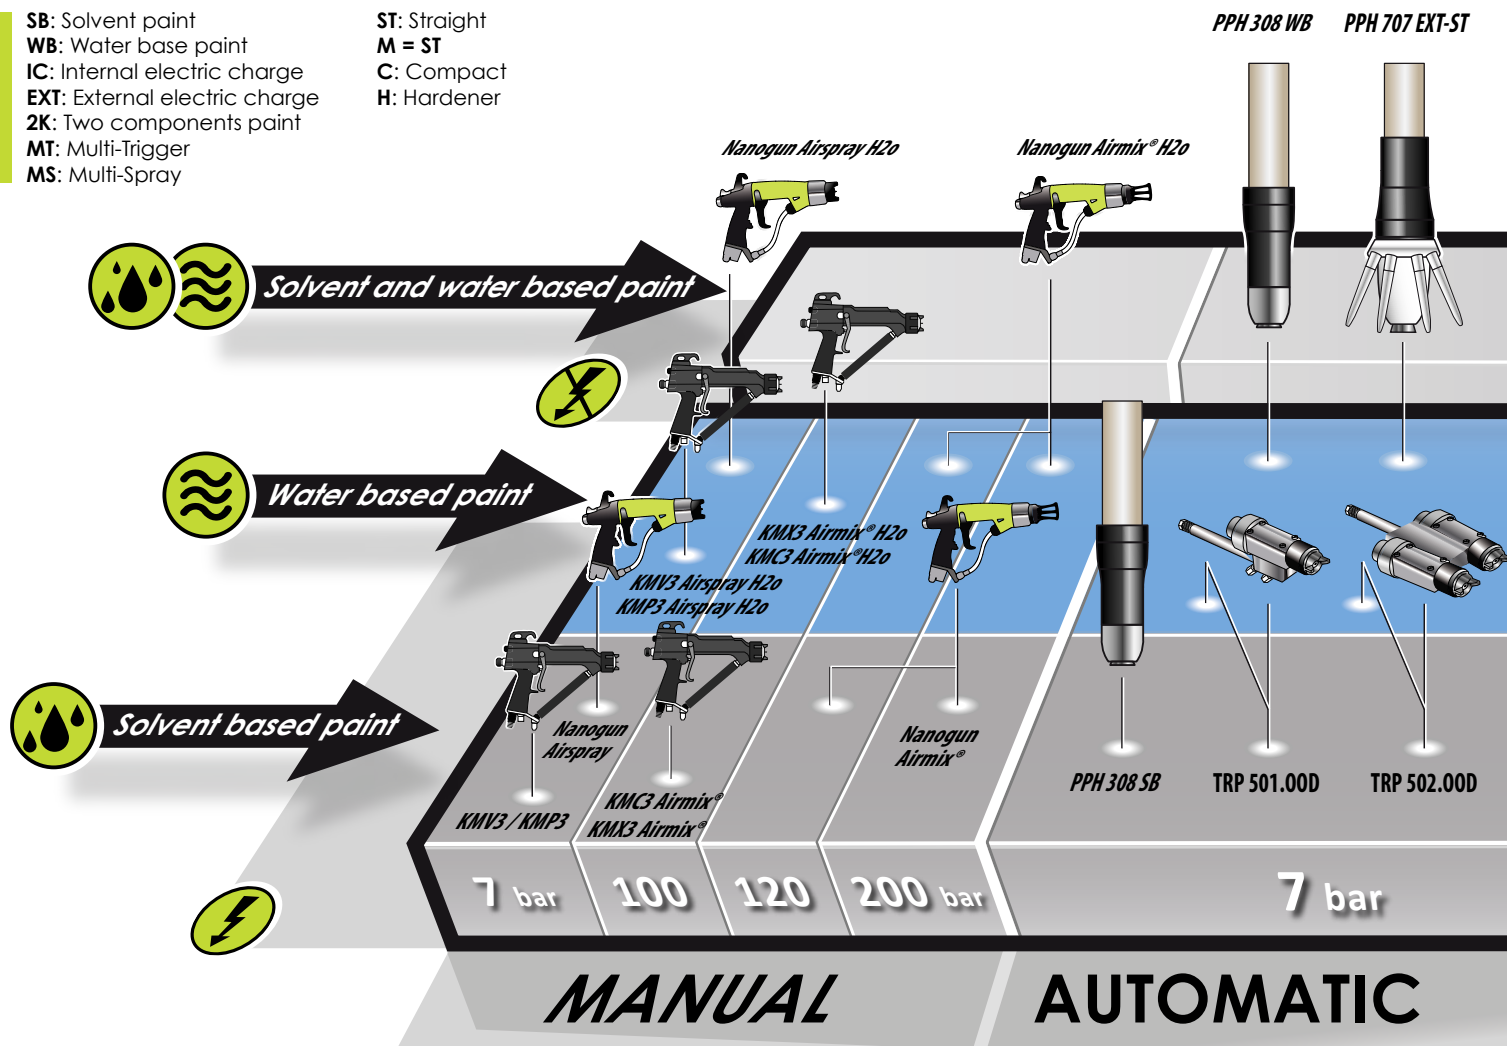 SB: Solvent paint
WB: Water base paint
IC: Internal electric charge
EXT: External electric charge
2K: Two components paint
MT: Multi-Trigger
MS: Multi-Spray
ST: Straight
M = ST
C: Compact
H: Hardener
PPH 308 WB
PPH 707 EXT-ST
Nanogun Airspray H2o
Nanogun Airmix® H2o
Solvent and water based paint
Water based paint
KMX3 Airmix® H2o
KMC3 Airmix® H2o
KMV3 Airspray H2o
KMP3 Airspray H2o
Solvent based paint
Nanogun
Airspray
Nanogun
Airmix®
KMC3 Airmix®
KMX3 Airmix®
KMV3 / KMP3
PPH 308 SB
TRP 501.00D
TRP 502.00D
7 bar
100
120
200 bar
7 bar
MANUAL
AUTOMATIC